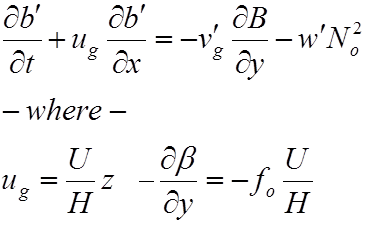 ∂b′/∂t + u_g ∂b′/∂x = −v′_g ∂B/∂y − w′N_o^2
− where −
u_g = U/H z   −∂β/∂y = −f_o U/H